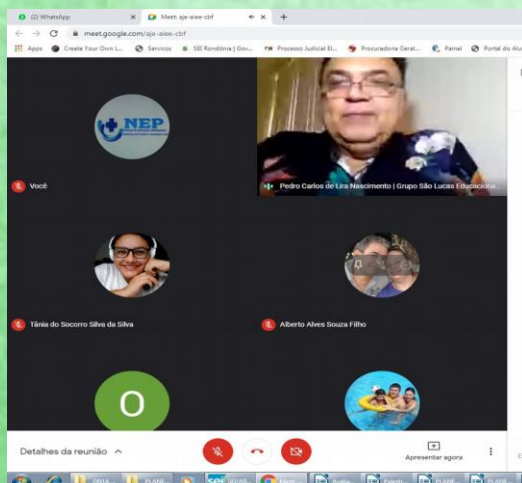 (2) WhatsApp
Meet: aje-aiee-cbf
meet.google.com/aje-aiee-cbf
Apps Create Your Own L... Servicos SEI Rondônia | Gov... Processo Judicial El... Procuradoria Geral... Painel Portal do Alu
NEP
Você
Pedro Carlos de Lira Nascimento | Grupo São Lucas Educaciona...
Tânia do Socorro Silva da Silva
Alberto Alves Souza Filho
O
Detalhes da reunião
Apresentar agora